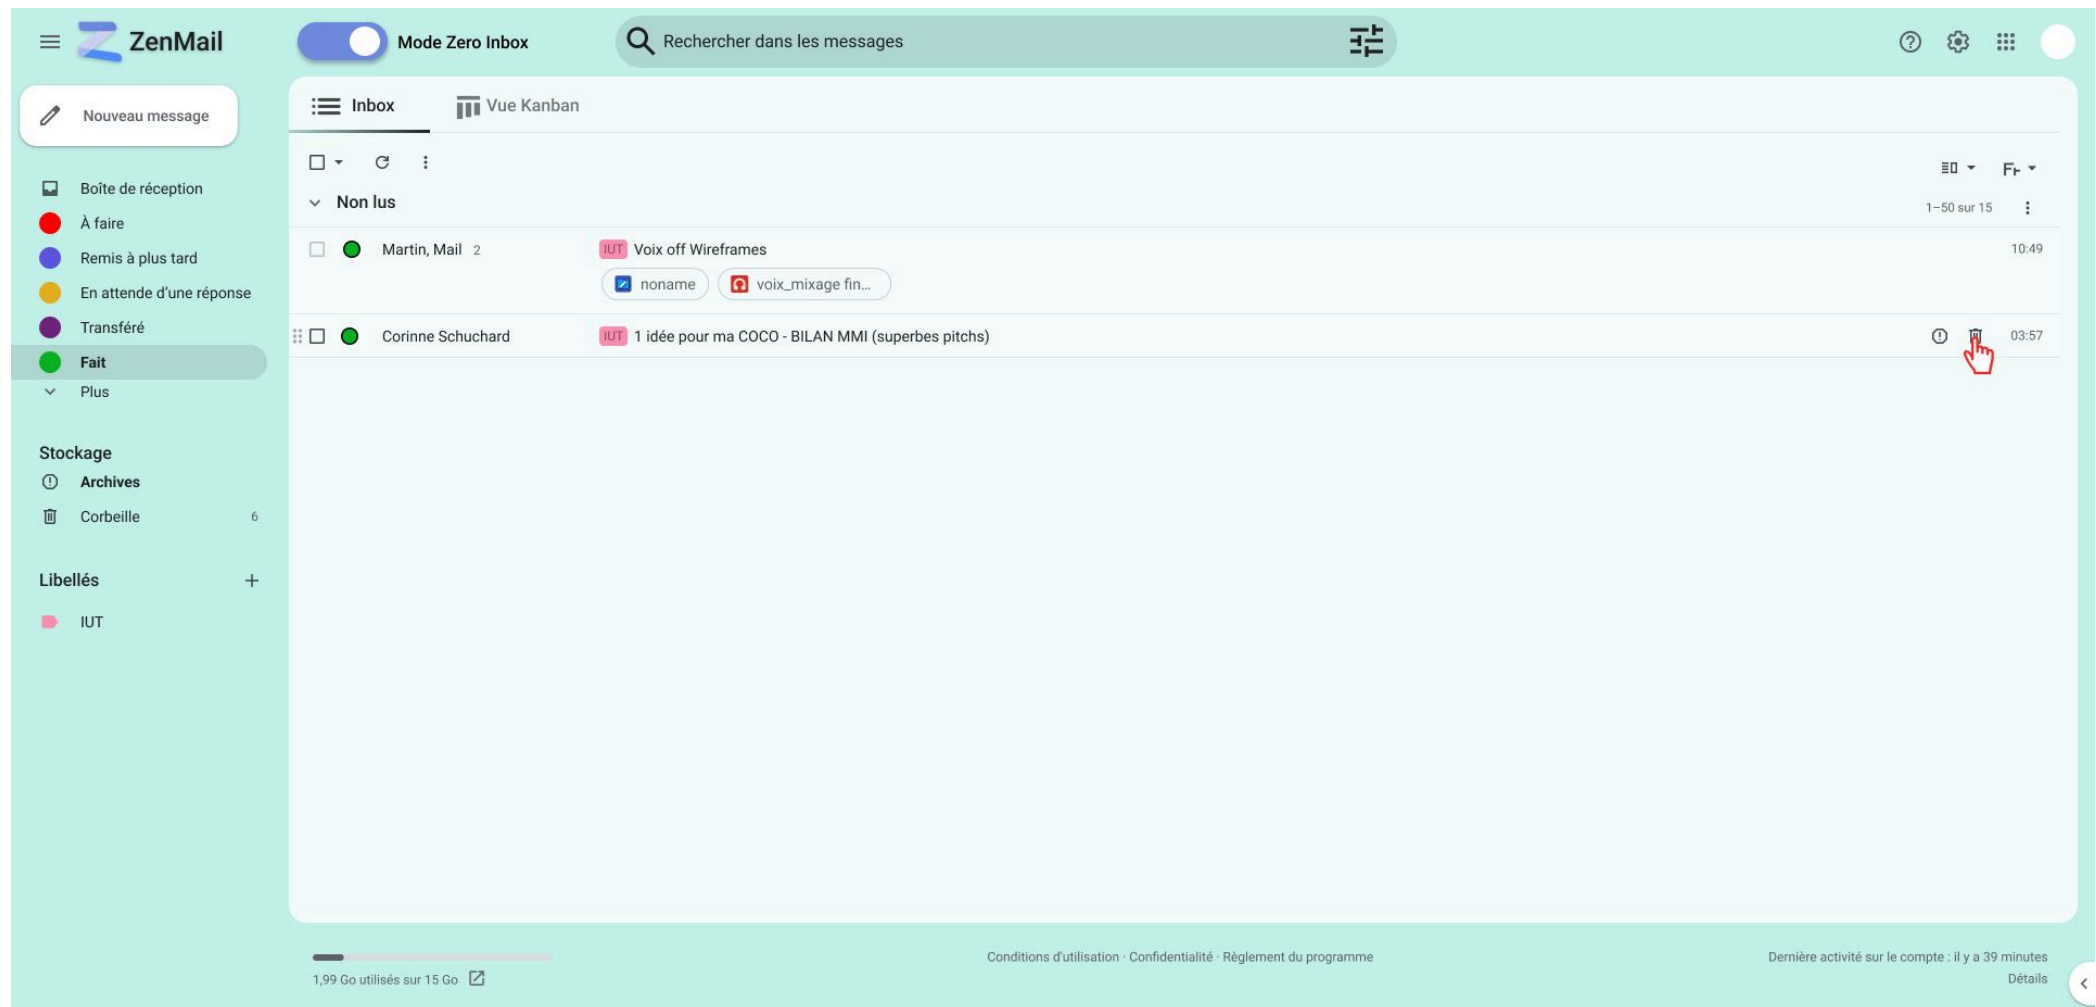 ZenMail
Mode Zero Inbox
Rechercher dans les messages
Nouveau message
Inbox
Vue Kanban
Boîte de réception
À faire
Remis à plus tard
En attende d'une réponse
Transféré
Fait
Plus
Stockage
Archives
Corbeille 6
Libellés
IUT
Fr
Non lus
1–50 sur 15
Martin, Mail 2 IUT Voix off Wireframes 10:49
noname voix_mixage fin...
Corinne Schuchard IUT 1 idée pour ma COCO - BILAN MMI (superbes pitchs) 03:57
1,99 Go utilisés sur 15 Go
Conditions d'utilisation · Confidentialité · Règlement du programme
Dernière activité sur le compte : il y a 39 minutes
Détails